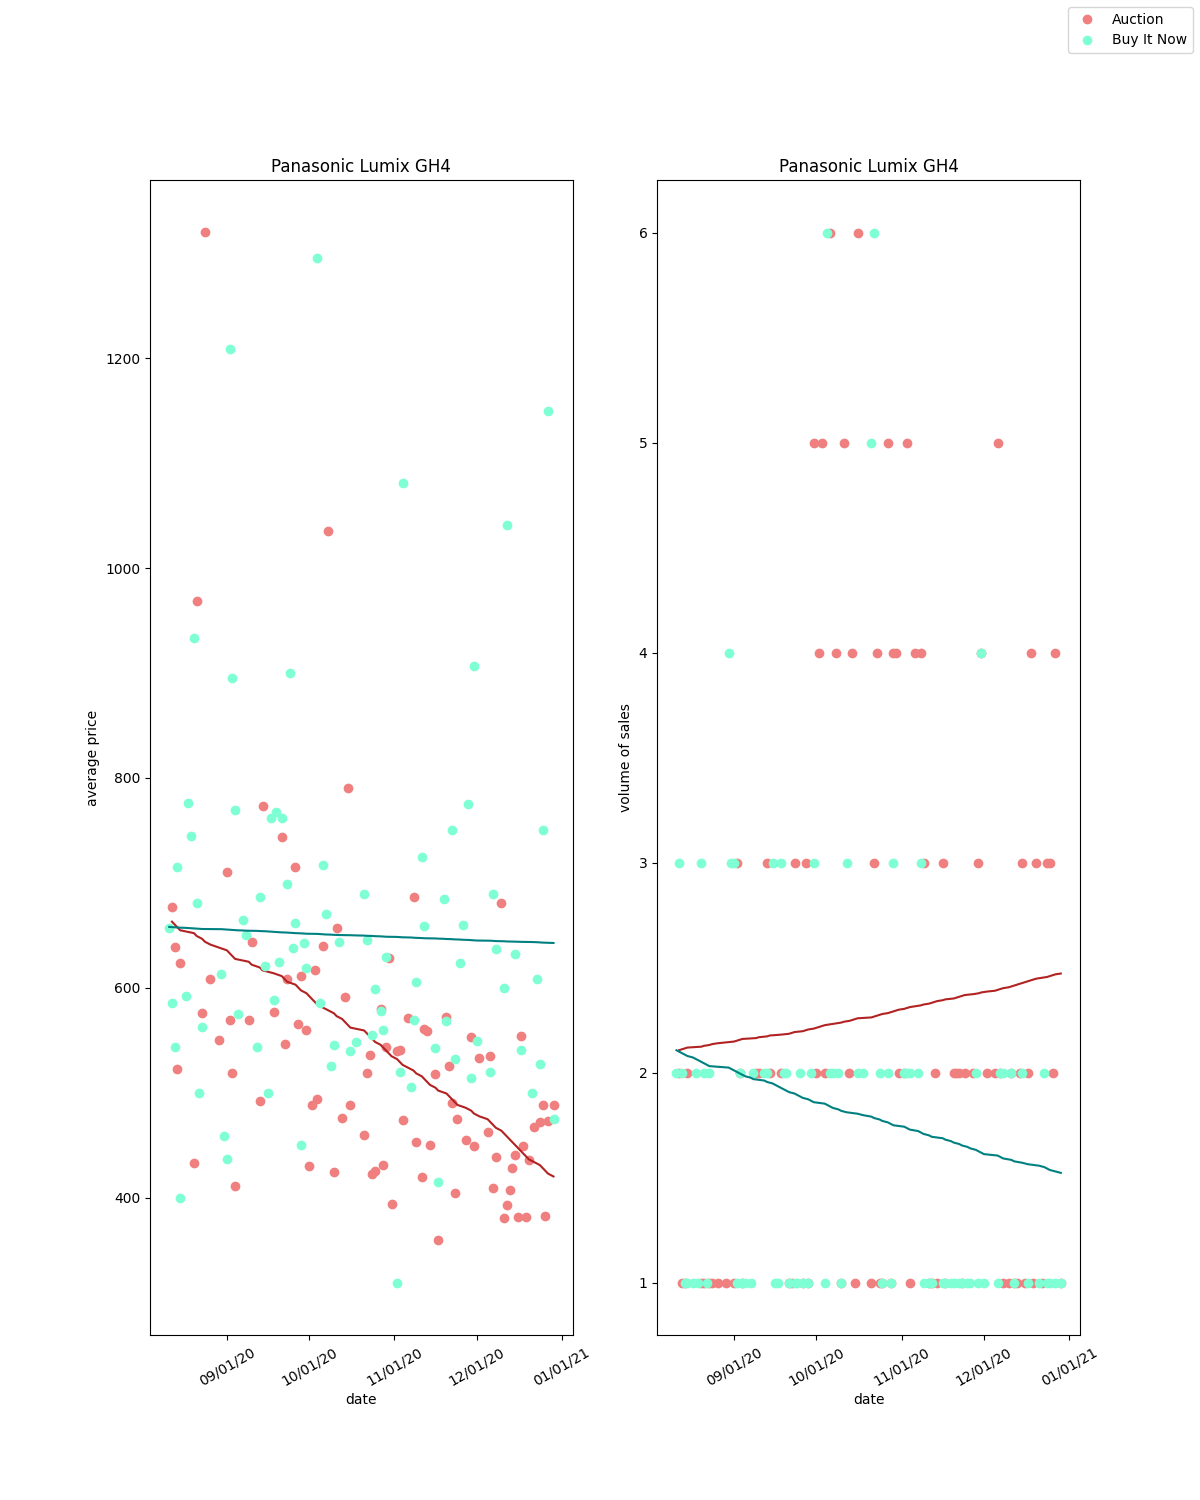 Auction
Buy It Now
Panasonic Lumix GH4
average price
1200
1000
800
600
400
09/01/20
10/01/20
11/01/20
12/01/20
01/01/21
date
Panasonic Lumix GH4
volume of sales
6
5
4
3
2
1
09/01/20
10/01/20
11/01/20
12/01/20
01/01/21
date